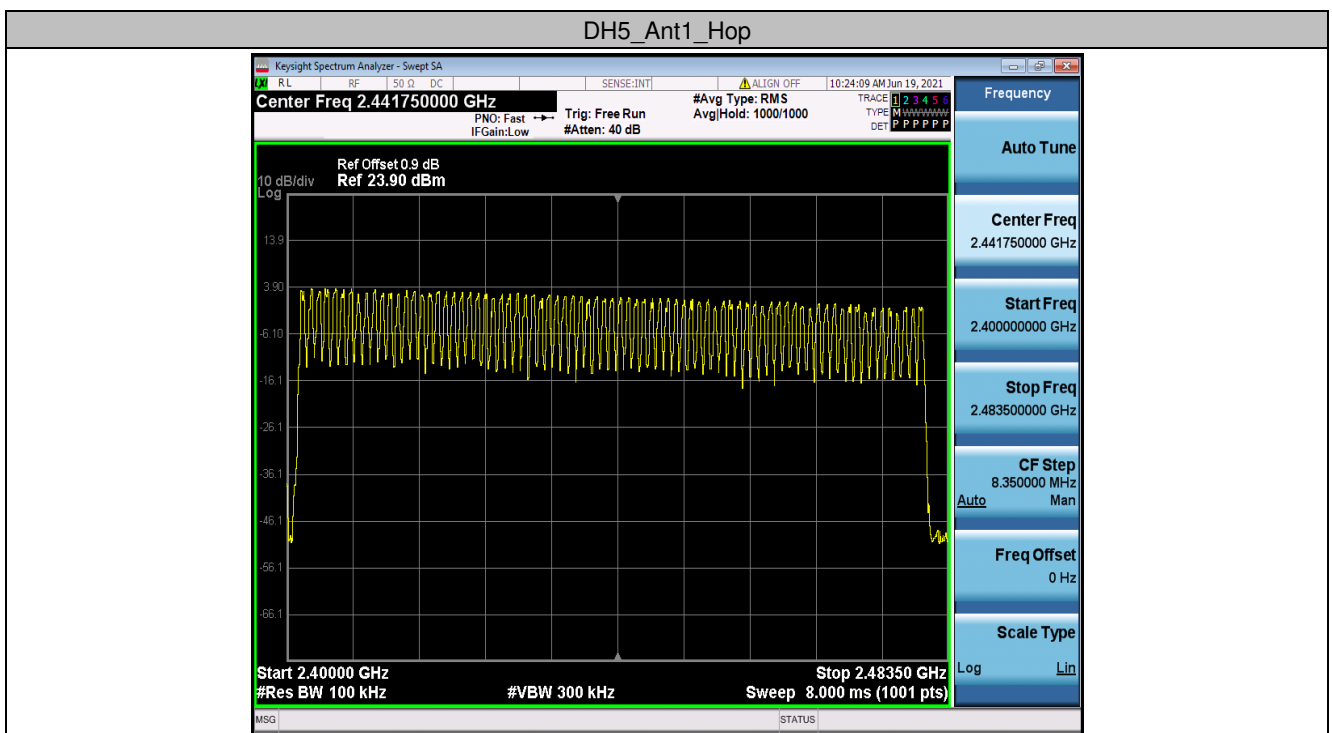 DH5_Ant1_Hop
Keysight Spectrum Analyzer - Swept SA
LXI RL RF 50 Ω DC SENSE:INT ALIGN OFF 10:24:09 AM Jun 19, 2021
Center Freq 2.441750000 GHz
PNO: Fast
IFGain:Low
Trig: Free Run
#Atten: 40 dB
#Avg Type: RMS
Avg|Hold: 1000/1000
TRACE 1 2 3 4 5 6
TYPE M WWWWW
DET P P P P P P
Ref Offset 0.9 dB
10 dB/div Ref 23.90 dBm
Log
13.9
3.90
-6.10
-16.1
-26.1
-36.1
-46.1
-56.1
-66.1
Start 2.40000 GHz Stop 2.48350 GHz
#Res BW 100 kHz #VBW 300 kHz Sweep 8.000 ms (1001 pts)
MSG STATUS
Frequency
Auto Tune
Center Freq
2.441750000 GHz
Start Freq
2.400000000 GHz
Stop Freq
2.483500000 GHz
CF Step
8.350000 MHz
Auto Man
Freq Offset
0 Hz
Scale Type
Log Lin